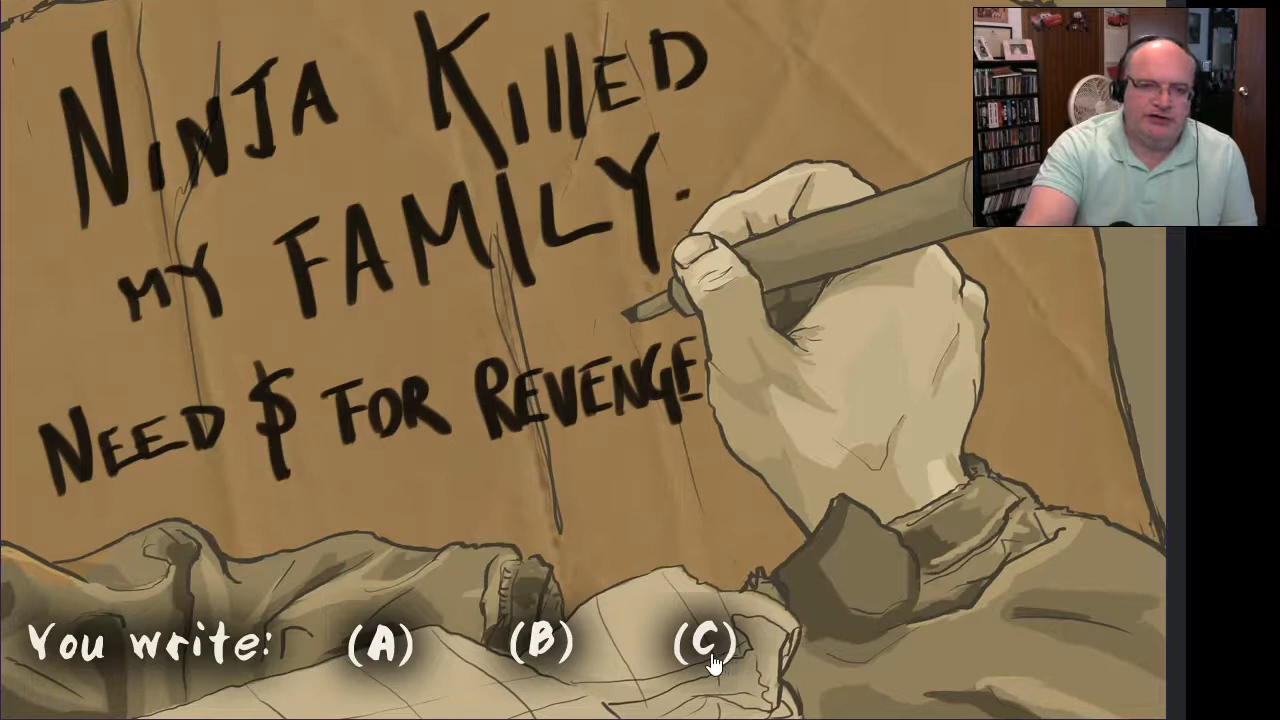 NiNJA KillED
MY FAMILY.
NEED $ FOR REVENGE
You write: (A) (B) (C)